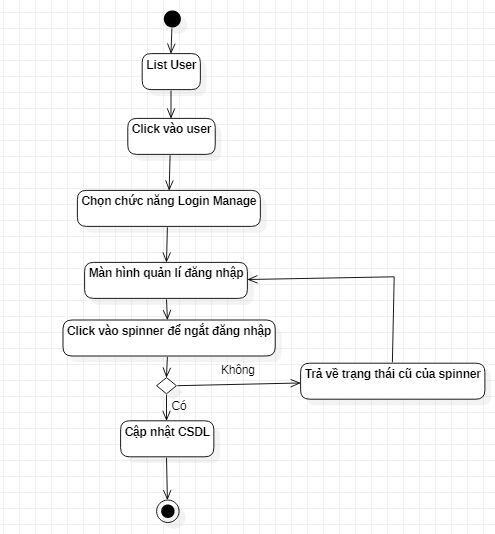 List User
Click vào user
Chọn chức năng Login Manage
Màn hình quản lí đăng nhập
Click vào spinner để ngắt đăng nhập
Không
Trả về trạng thái cũ của spinner
Có
Cập nhật CSDL